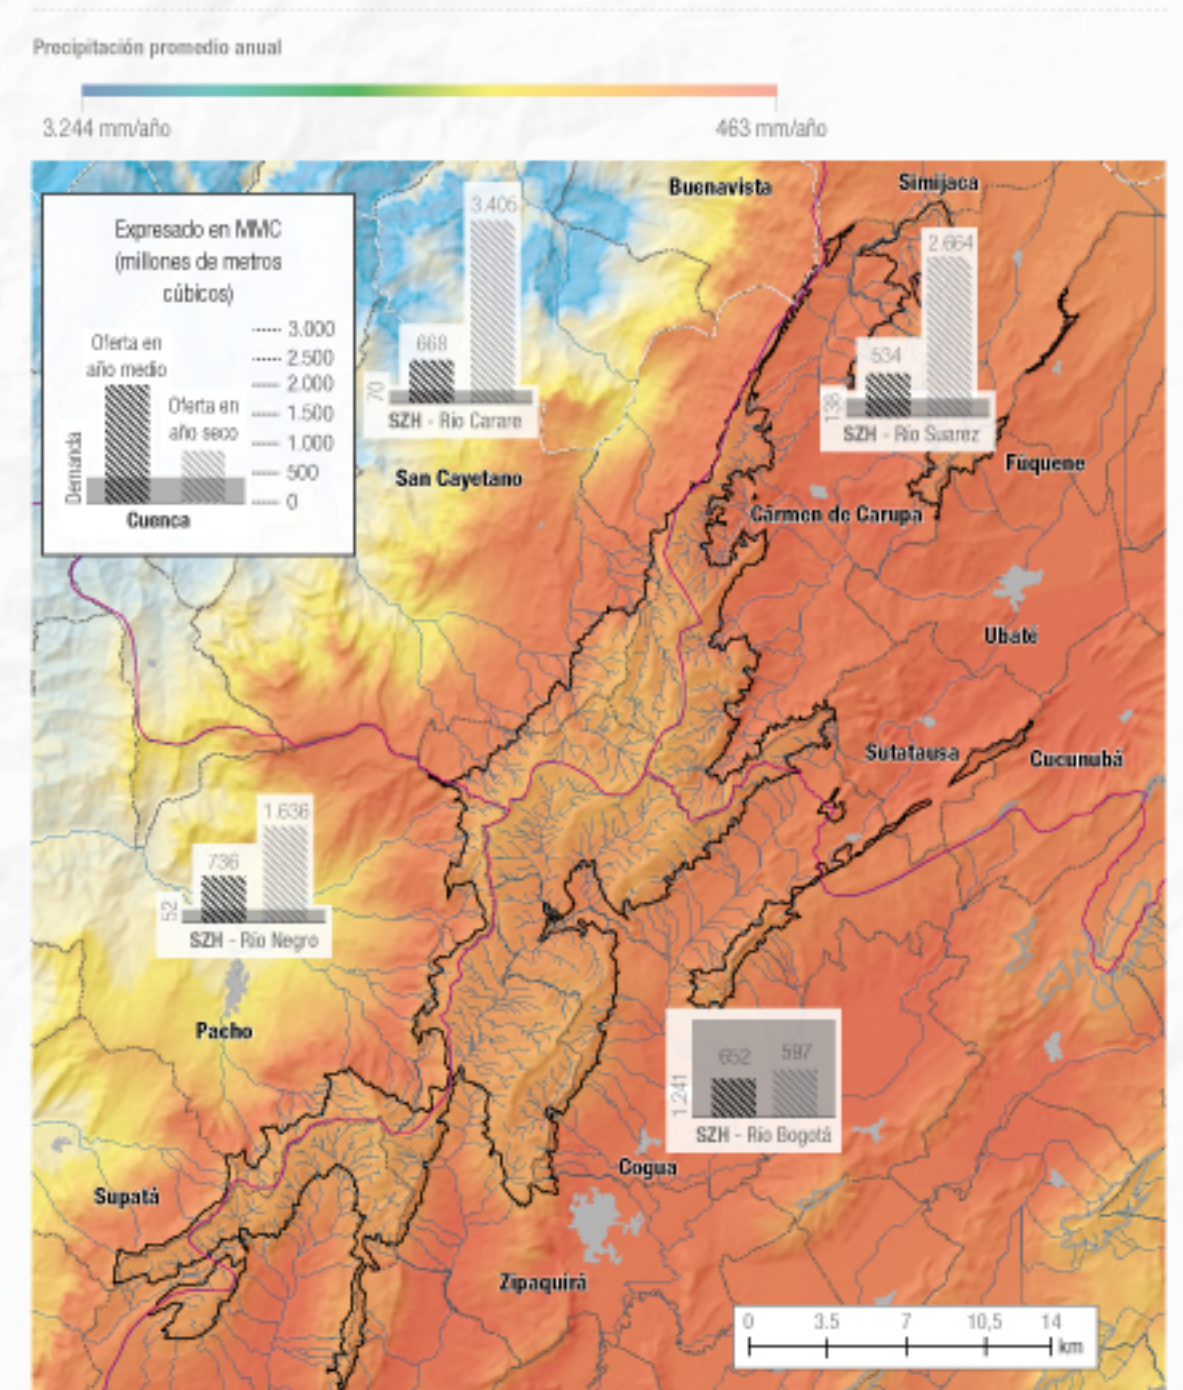 Precipitación promedio anual
3.244 mm/año
463 mm/año
Expresado en MMC
(millones de metros
cúbicos)
Oferta en
año medio
Oferta en
año seco
Demanda
3.000
2.500
2.000
1.500
1.000
500
0
Cuenca
Buenavista
Simijaca
3.405
668
70
SZH - Río Carare
2.664
534
138
SZH - Río Suarez
San Cayetano
Fúquene
Cármen de Carupa
Ubaté
Sutatausa
Cucunubá
1.636
736
52
SZH - Río Negro
Pacho
652
597
1.241
SZH - Río Bogotá
Cogua
Supatá
Zipaquirá
0 3,5 7 10,5 14
km